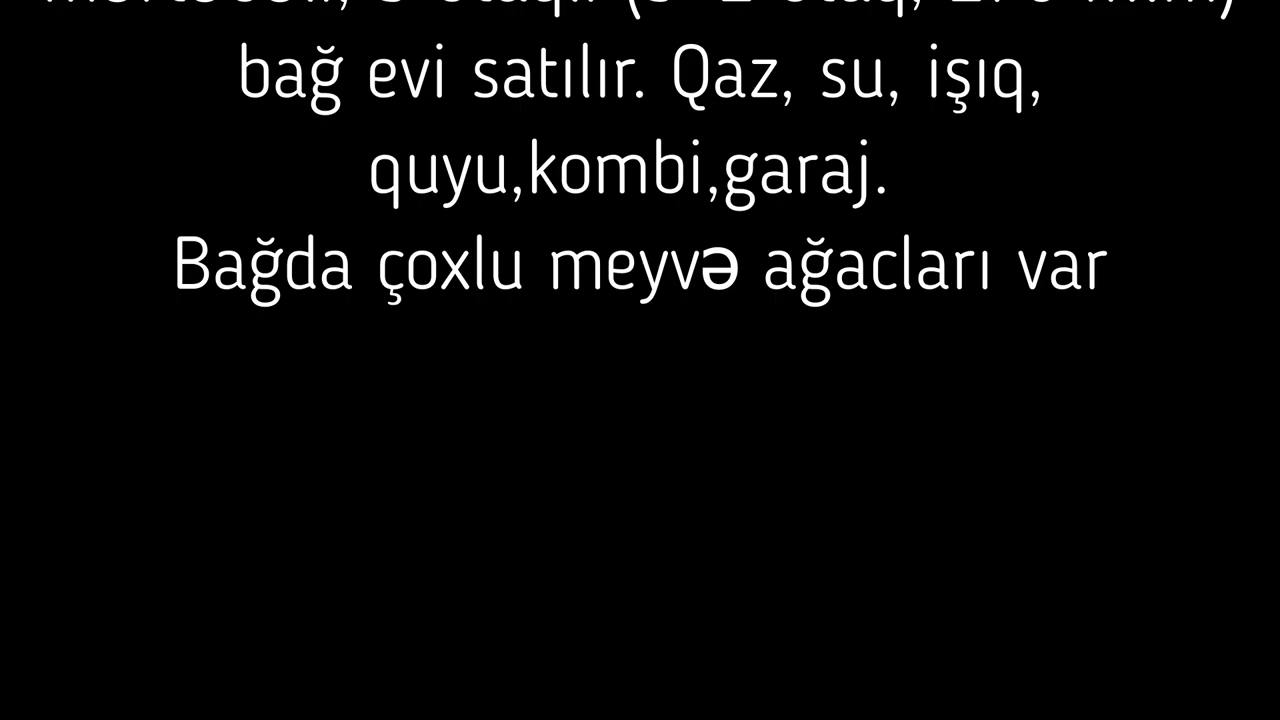 bağ evi satılır. Qaz, su, işıq,
quyu,kombi,garaj.
Bağda çoxlu meyvə ağacları var